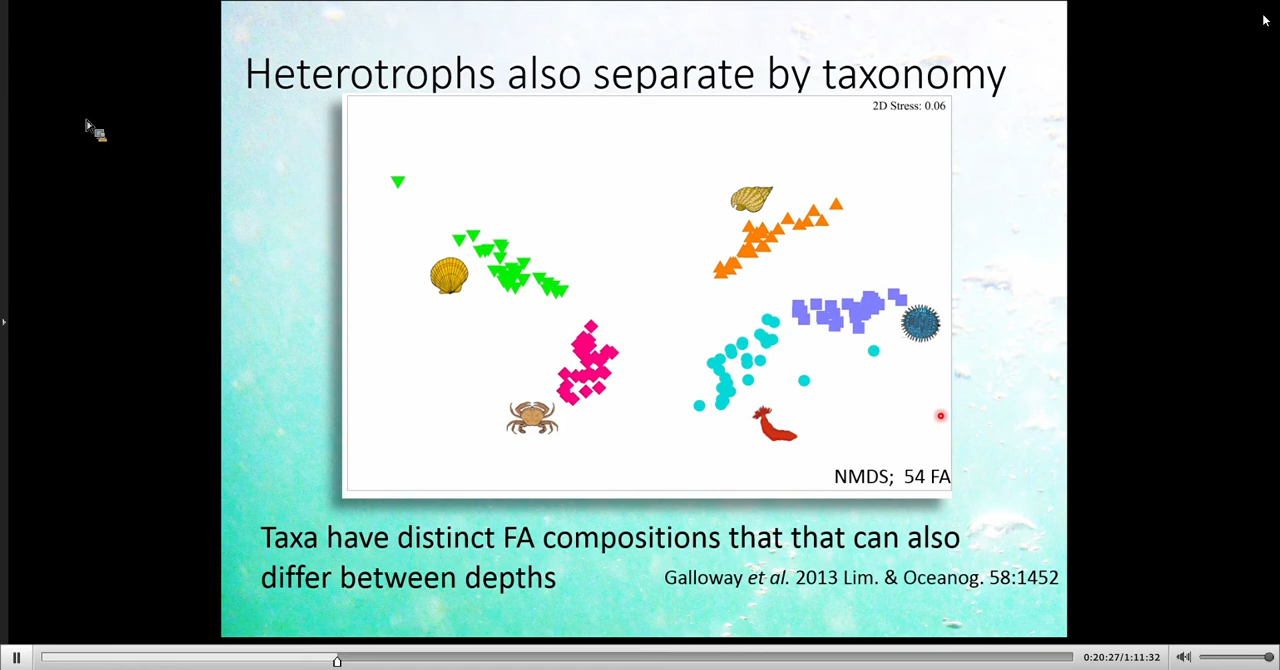 Heterotrophs also separate by taxonomy
2D Stress: 0.06
NMDS; 54 FA
Taxa have distinct FA compositions that that can also
differ between depths
Galloway et al. 2013 Lim. & Oceanog. 58:1452
0:20:27/1:11:32